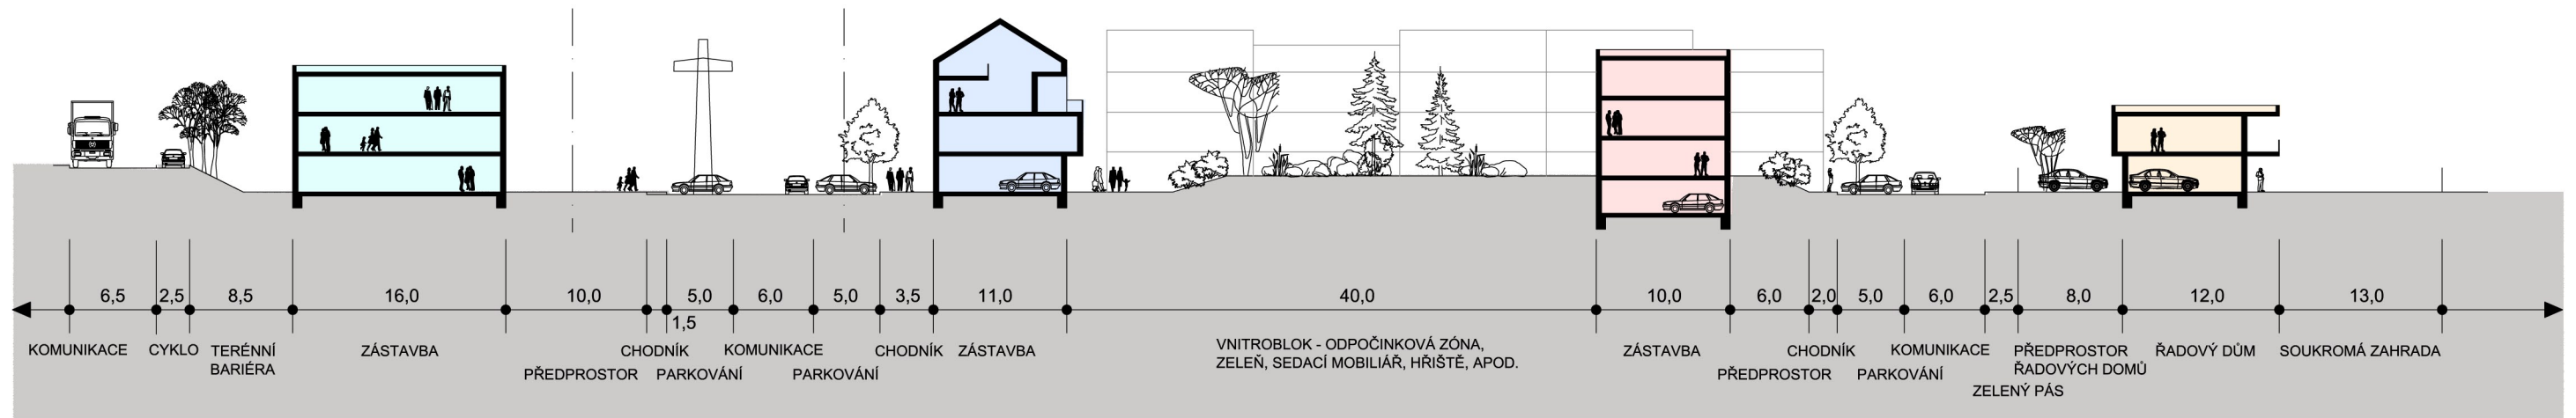 6,5
2,5
8,5
16,0
10,0
1,5
5,0
6,0
5,0
3,5
11,0
40,0
10,0
6,0
2,0
5,0
6,0
2,5
8,0
12,0
13,0
KOMUNIKACE
CYKLO
TERÉNNÍ
BARIÉRA
ZÁSTAVBA
PŘEDPROSTOR
CHODNÍK
PARKOVÁNÍ
KOMUNIKACE
PARKOVÁNÍ
CHODNÍK
ZÁSTAVBA
VNITROBLOK - ODPOČINKOVÁ ZÓNA,
ZELEŇ, SEDACÍ MOBILIÁŘ, HŘIŠTĚ, APOD.
ZÁSTAVBA
PŘEDPROSTOR
CHODNÍK
PARKOVÁNÍ
KOMUNIKACE
ZELENÝ PÁS
PŘEDPROSTOR
ŘADOVÝCH DOMŮ
ŘADOVÝ DŮM
SOUKROMÁ ZAHRADA